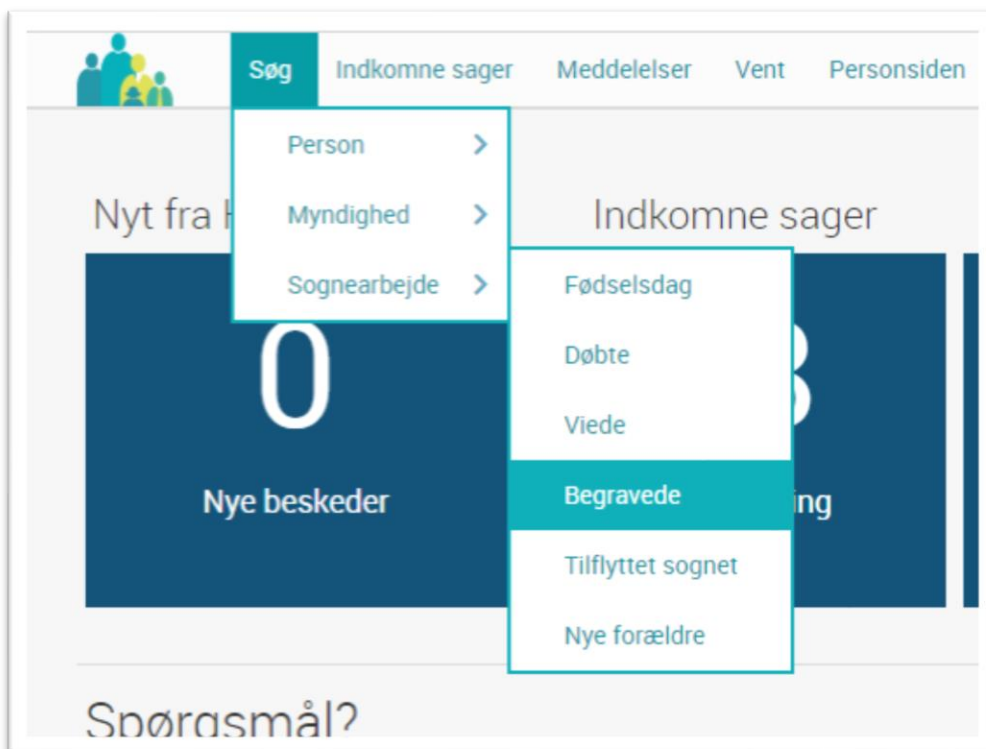 Søg Indkomne sager Meddelelser Vent Personsiden
Person
Myndighed
Sognearbejde
Nyt fra
Indkomne sager
Fødselsdag
Døbte
Viede
Begravede
Tilflyttet sognet
Nye forældre
0
Nye beskeder
ing
Spørgsmål?